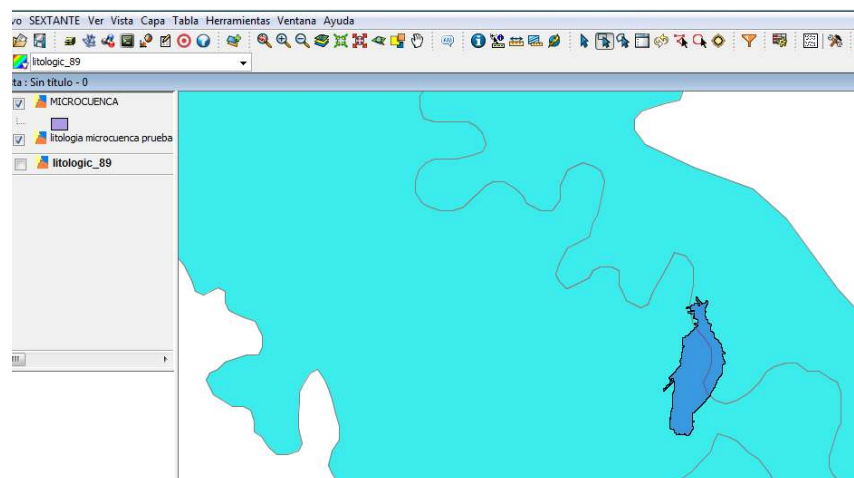 vo SEXTANTE Ver Vista Capa Tabla Herramientas Ventana Ayuda
litologic_89
ta : Sin título - 0
MICROCUENCA
litologia microcuenca prueba
litologic_89